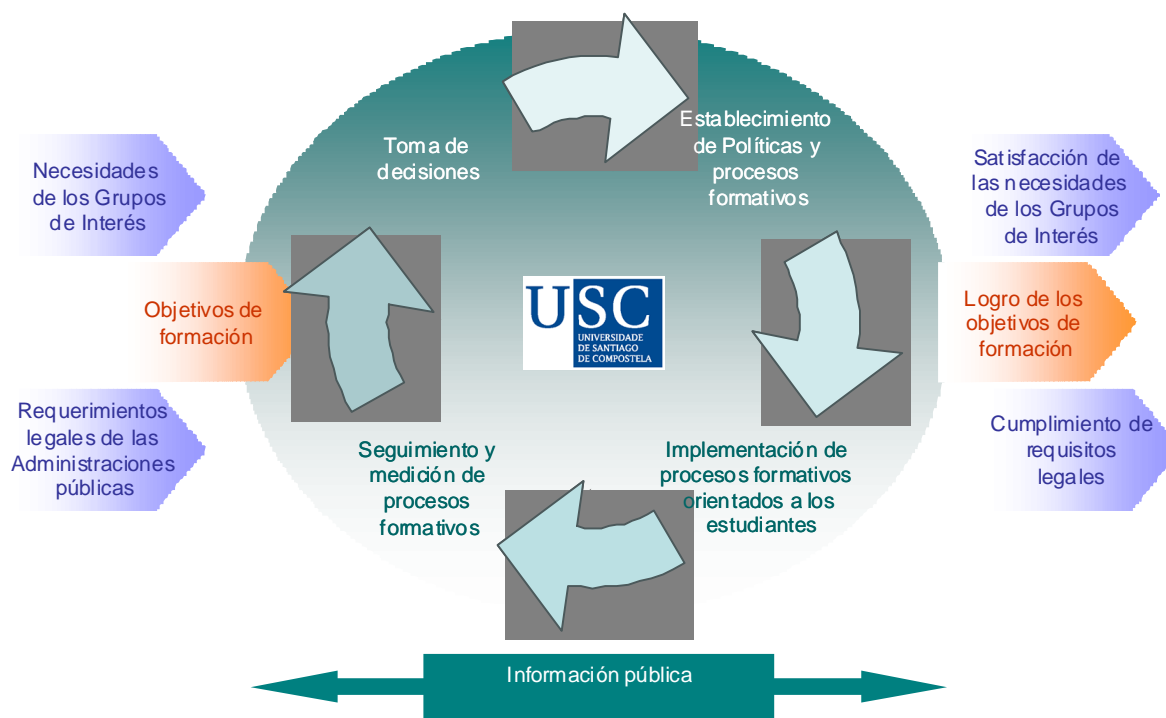 Toma de
decisiones
Establecimiento
de Políticas y
procesos
formativos
Necesidades
de los Grupos
de Interés
Objetivos de
formación
Requerimientos
legales de las
Administraciones
públicas
USC
UNIVERSIDADE
DE SANTIAGO
DE COMPOSTELA
Satisfacción de
las necesidades
de los Grupos
de Interés
Logro de los
objetivos de
formación
Cumplimiento de
requisitos
legales
Seguimiento y
medición de
procesos
formativos
Implementación de
procesos formativos
orientados a los
estudiantes
Información pública